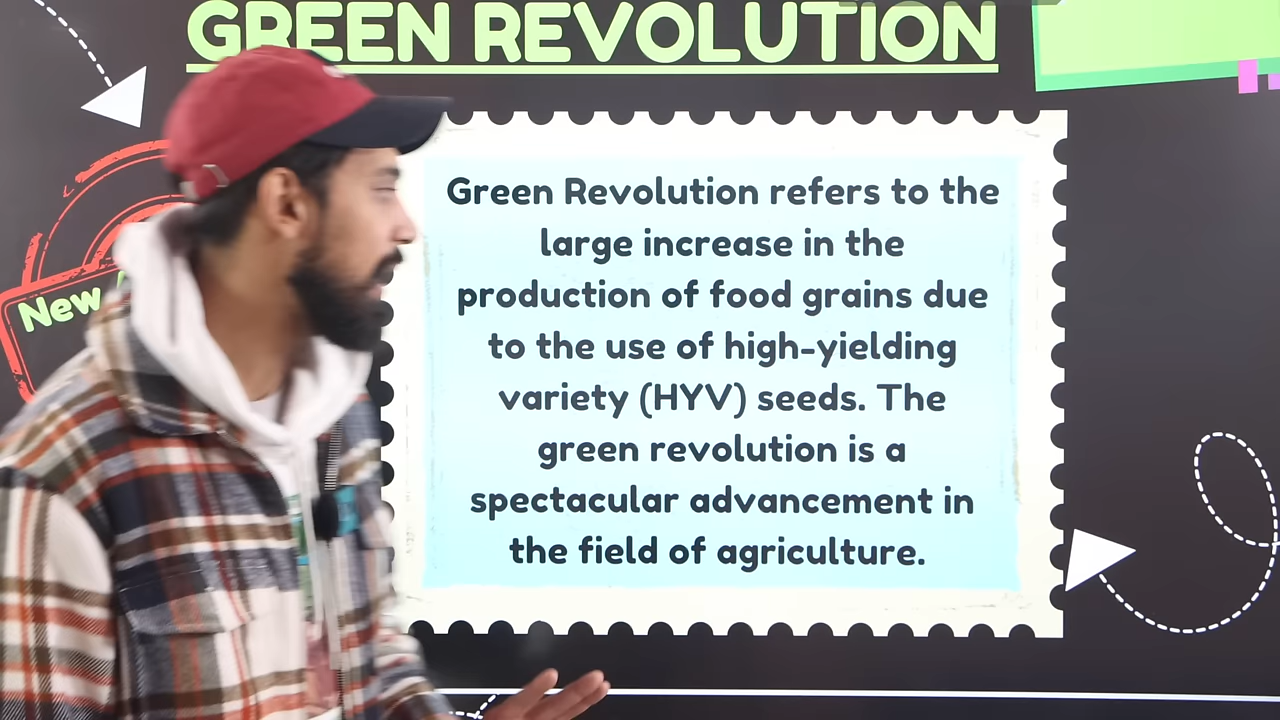 GREEN REVOLUTION
New
Green Revolution refers to the
large increase in the
production of food grains due
to the use of high-yielding
variety (HYV) seeds. The
green revolution is a
spectacular advancement in
the field of agriculture.